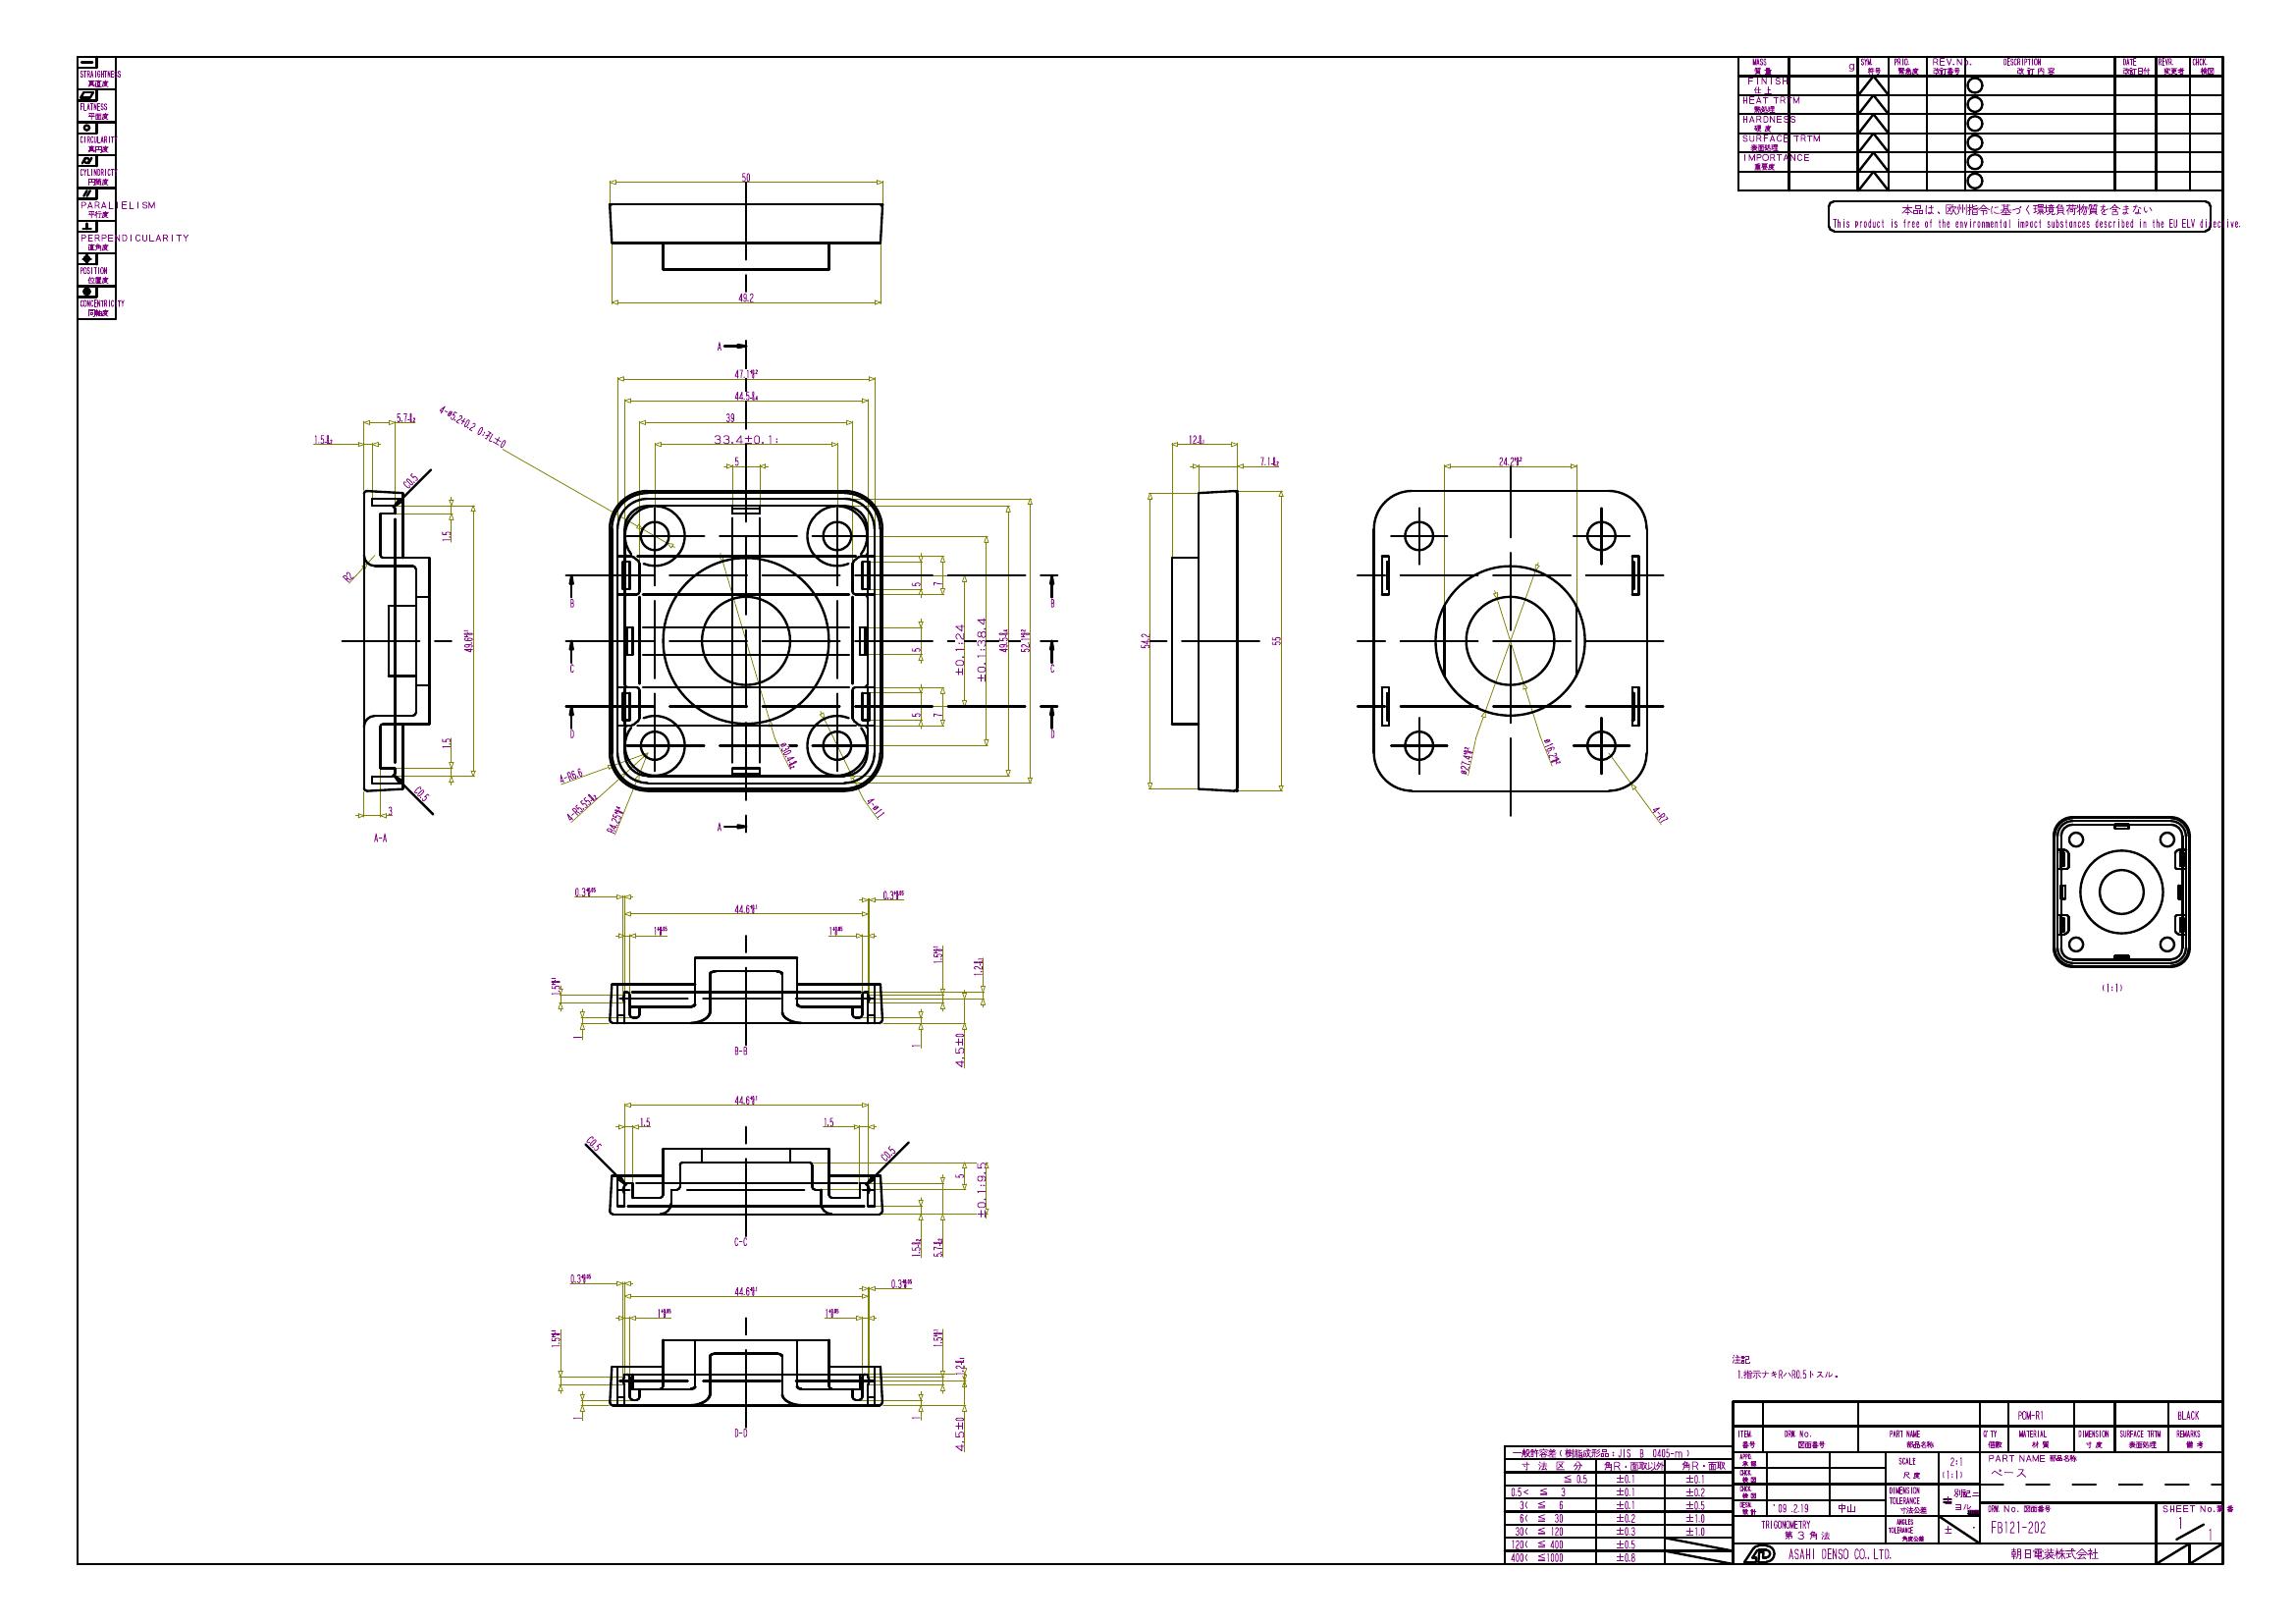 STRAIGHTNESS
真直度
FLATNESS
平面度
CIRCULARITY
真円度
CYLINDRICTY
円筒度
PARALLELISM
平行度
PERPENDICULARITY
直角度
POSITION
位置度
CONCENTRICITY
同軸度
MASS
質量
g
SYM.
符号
PRIO.
緊急度
REV.No.
改訂番号
DESCRIPTION
改訂内容
DATE
改訂日付
REVR.
変更者
CHCK.
検図
FINISH
仕上
HEAT TRTM
熱処理
HARDNESS
硬度
SURFACE TRTM
表面処理
IMPORTANCE
重要度
本品は、欧州指令に基づく環境負荷物質を含まない
This product is free of the environmental impact substances described in the EU ELV directive.
50
49.2
A
47.1
44.5
39
33.4±0.1:
5
4-ø5.2
5.7
1.5
C0.5
1.5
R2
49.6
1.5
C0.5
3
A-A
B
C
D
5
7
5
5
7
±0.1:24
±0.1:38.4
49.5
52.1
B
C
D
ø30.4
4-R6.6
4-R5.55
R4.25
4-ø11
A
12
7.1
54.2
55
24.2
ø27.4
ø16.2
4-R7
(1:1)
0.3
44.6
0.3
1
1
1.5
1.5
1.2
1
1
4.5±0
B-B
44.6
1.5
1.5
C0.5
C0.5
5
±0.1:9.5
1.5
5.7
C-C
0.3
44.6
0.3
1
1
1.5
1.5
1.2
1
1
4.5±0
D-D
注記
1.指示ナキRハR0.5トスル。
一般許容差(樹脂成形品:JIS B 0405-m)
寸法区分 角R・面取以外 角R・面取
≦ 0.5 ±0.1 ±0.1
0.5< ≦ 3 ±0.1 ±0.2
3< ≦ 6 ±0.1 ±0.5
6< ≦ 30 ±0.2 ±1.0
30< ≦ 120 ±0.3 ±1.0
120< ≦ 400 ±0.5
400< ≦1000 ±0.8
POM-R1
BLACK
ITEM.
番号
DRW. No.
図面番号
PART NAME
部品名称
Q'TY
個数
MATERIAL
材質
DIMENSION
寸度
SURFACE TRTM
表面処理
REMARKS
備考
APPD.
承認
CHCK.
検図
CHCK.
検図
DESN.
設計
'09 .2.19
中山
SCALE
尺度
2:1
(1:1)
DIMENSION
TOLERANCE
寸法公差
±
別記ニ
ヨル
TRIGONOMETRY
第3角法
ANGLES
TOLERANCE
角度公差
±
PART NAME 部品名称
ベース
DRW. No. 図面番号
FB121-202
SHEET No.葉番
1
1
ASAHI DENSO CO., LTD.
朝日電装株式会社